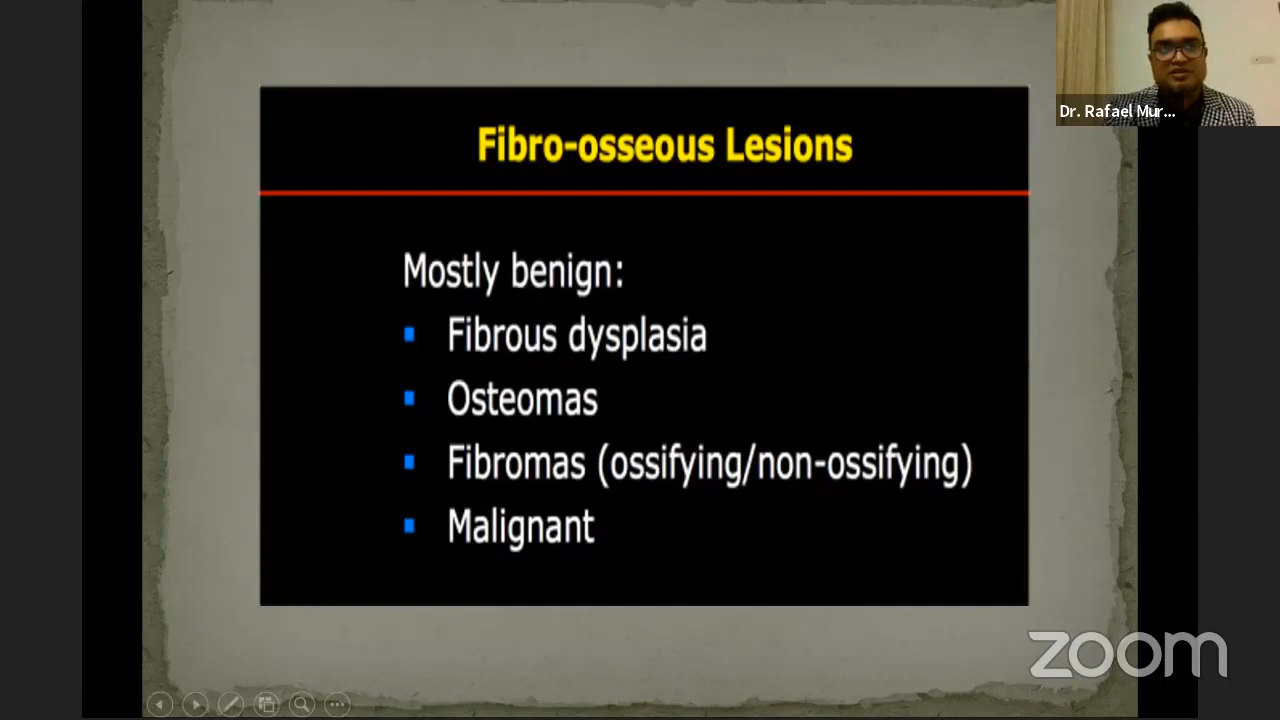 Fibro-osseous Lesions
Mostly benign:
Fibrous dysplasia
Osteomas
Fibromas (ossifying/non-ossifying)
Malignant
Dr. Rafael Mur...
zoom